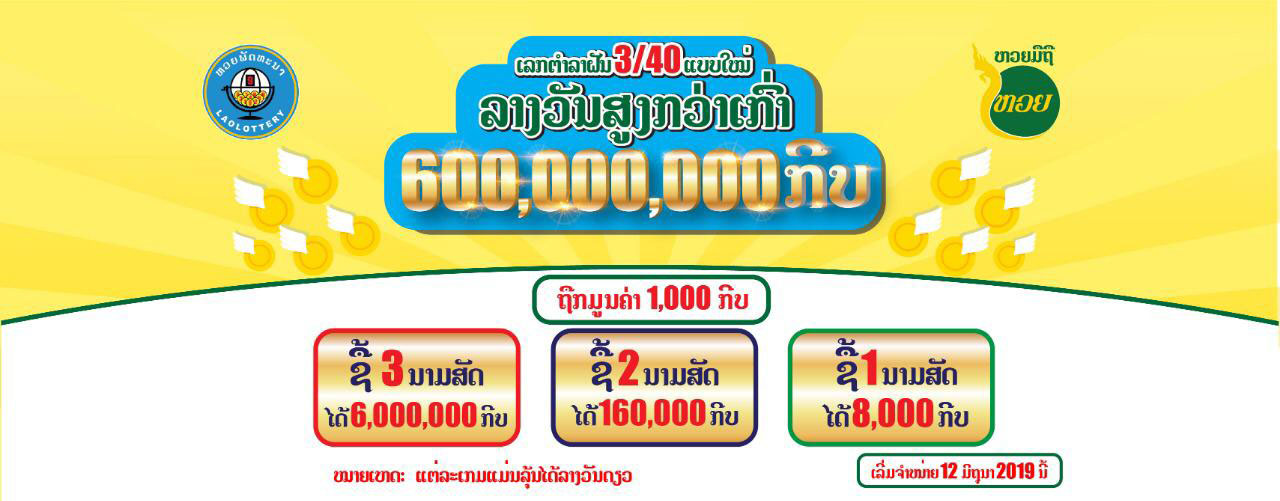 ຫວຍພັດທະນາ
LAOLOTTERY
ເລກຕຳລາຝັນ 3/40 ແບບໃໝ່
ລາງວັນສູງກວ່າເກົ່າ
600,000,000 ກີບ
ຫວຍມືຖື
ຫວຍ
ຖືກມູນຄ່າ 1,000 ກີບ
ຊື້ 3 ນາມສັດ
ໄດ້ 6,000,000 ກີບ
ຊື້ 2 ນາມສັດ
ໄດ້ 160,000 ກີບ
ຊື້ 1 ນາມສັດ
ໄດ້ 8,000 ກີບ
ໝາຍເຫດ: ແຕ່ລະເກມແມ່ນລຸ້ນໄດ້ລາງວັນດຽວ
ເລີ່ມຈຳໜ່າຍ 12 ມິຖຸນາ 2019 ນີ້